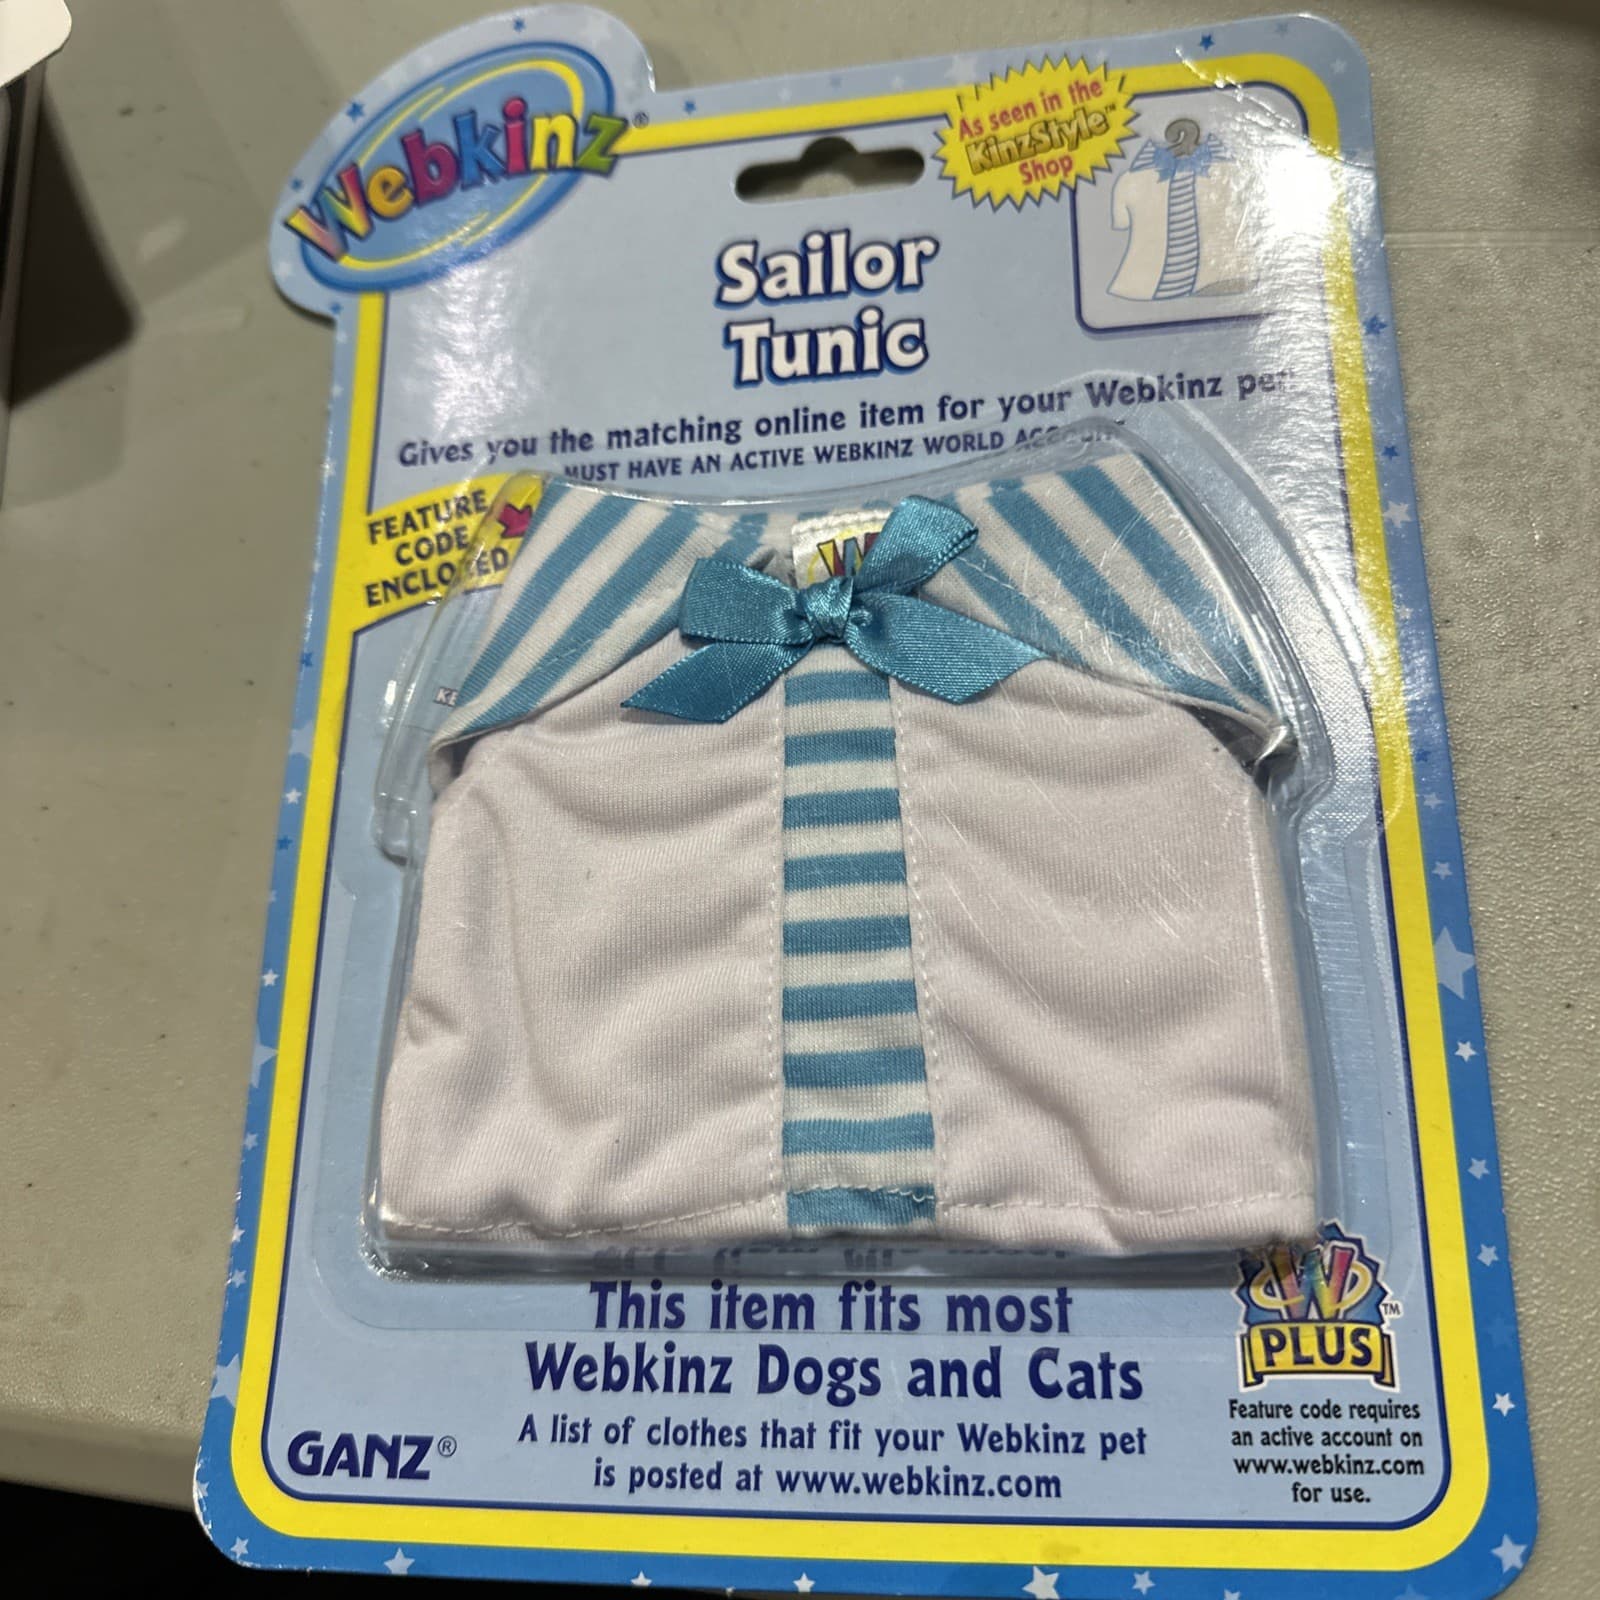 Webkinz®
As seen in the
KinzStyle™
Shop
Sailor
Tunic
Gives you the matching online item for your Webkinz pet!
MUST HAVE AN ACTIVE WEBKINZ WORLD ACCOUNT
FEATURE
CODE
ENCLOSED
W
This item fits most
Webkinz Dogs and Cats
A list of clothes that fit your Webkinz pet
is posted at www.webkinz.com
GANZ®
W ™
PLUS
Feature code requires
an active account on
www.webkinz.com
for use.